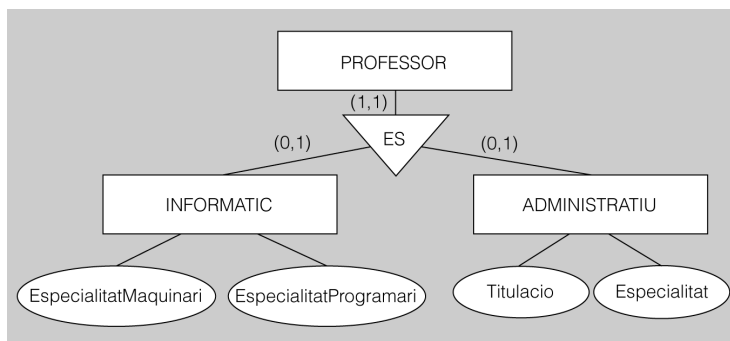 PROFESSOR
(1,1)
ES
(0,1)
(0,1)
INFORMATIC
ADMINISTRATIU
EspecialitatMaquinari
EspecialitatProgramari
Titulacio
Especialitat